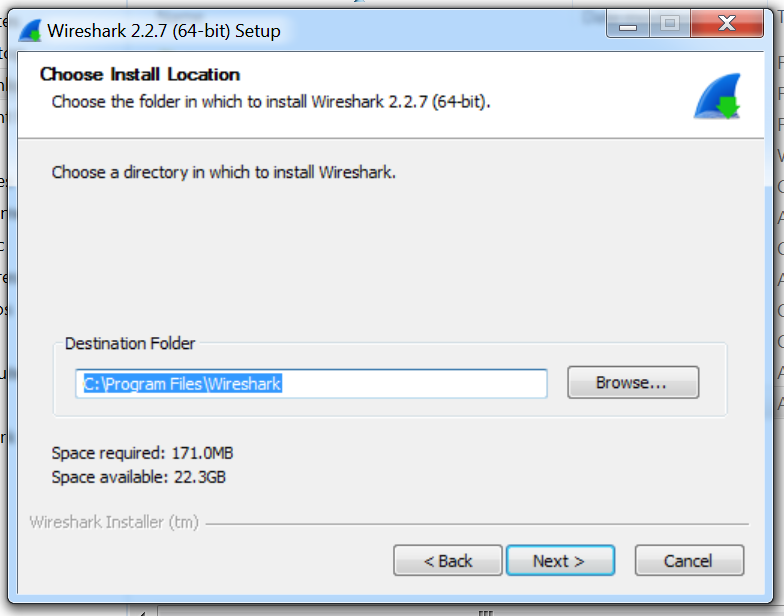 Wireshark 2.2.7 (64-bit) Setup
Choose Install Location
Choose the folder in which to install Wireshark 2.2.7 (64-bit).
Choose a directory in which to install Wireshark.
Destination Folder
C:\Program Files\Wireshark
Browse...
Space required: 171.0MB
Space available: 22.3GB
Wireshark Installer (tm)
< Back
Next >
Cancel